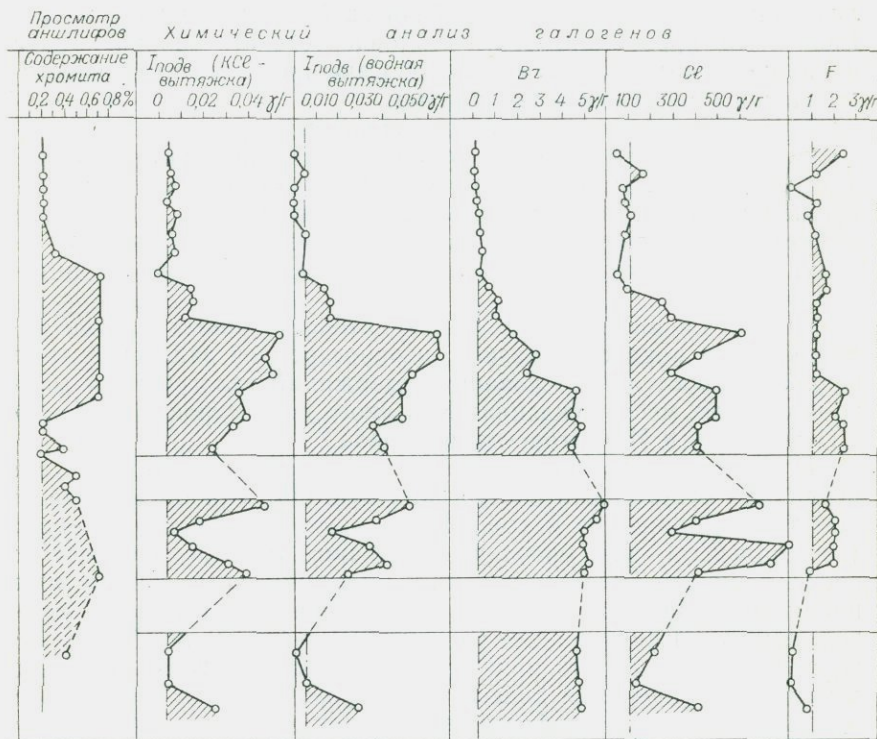 Просмотр
аншлифов
Химический анализ галогенов
Содержание
хромита
0,2 0,4 0,6 0,8%
Iподв (KCl -
вытяжка)
0 0,02 0,04 γ/г
Iподв (водная
вытяжка)
0,010 0,030 0,050 γ/г
Br
0 1 2 3 4 5 γ/г
Cl
100 300 500 γ/г
F
1 2 3 γ/г